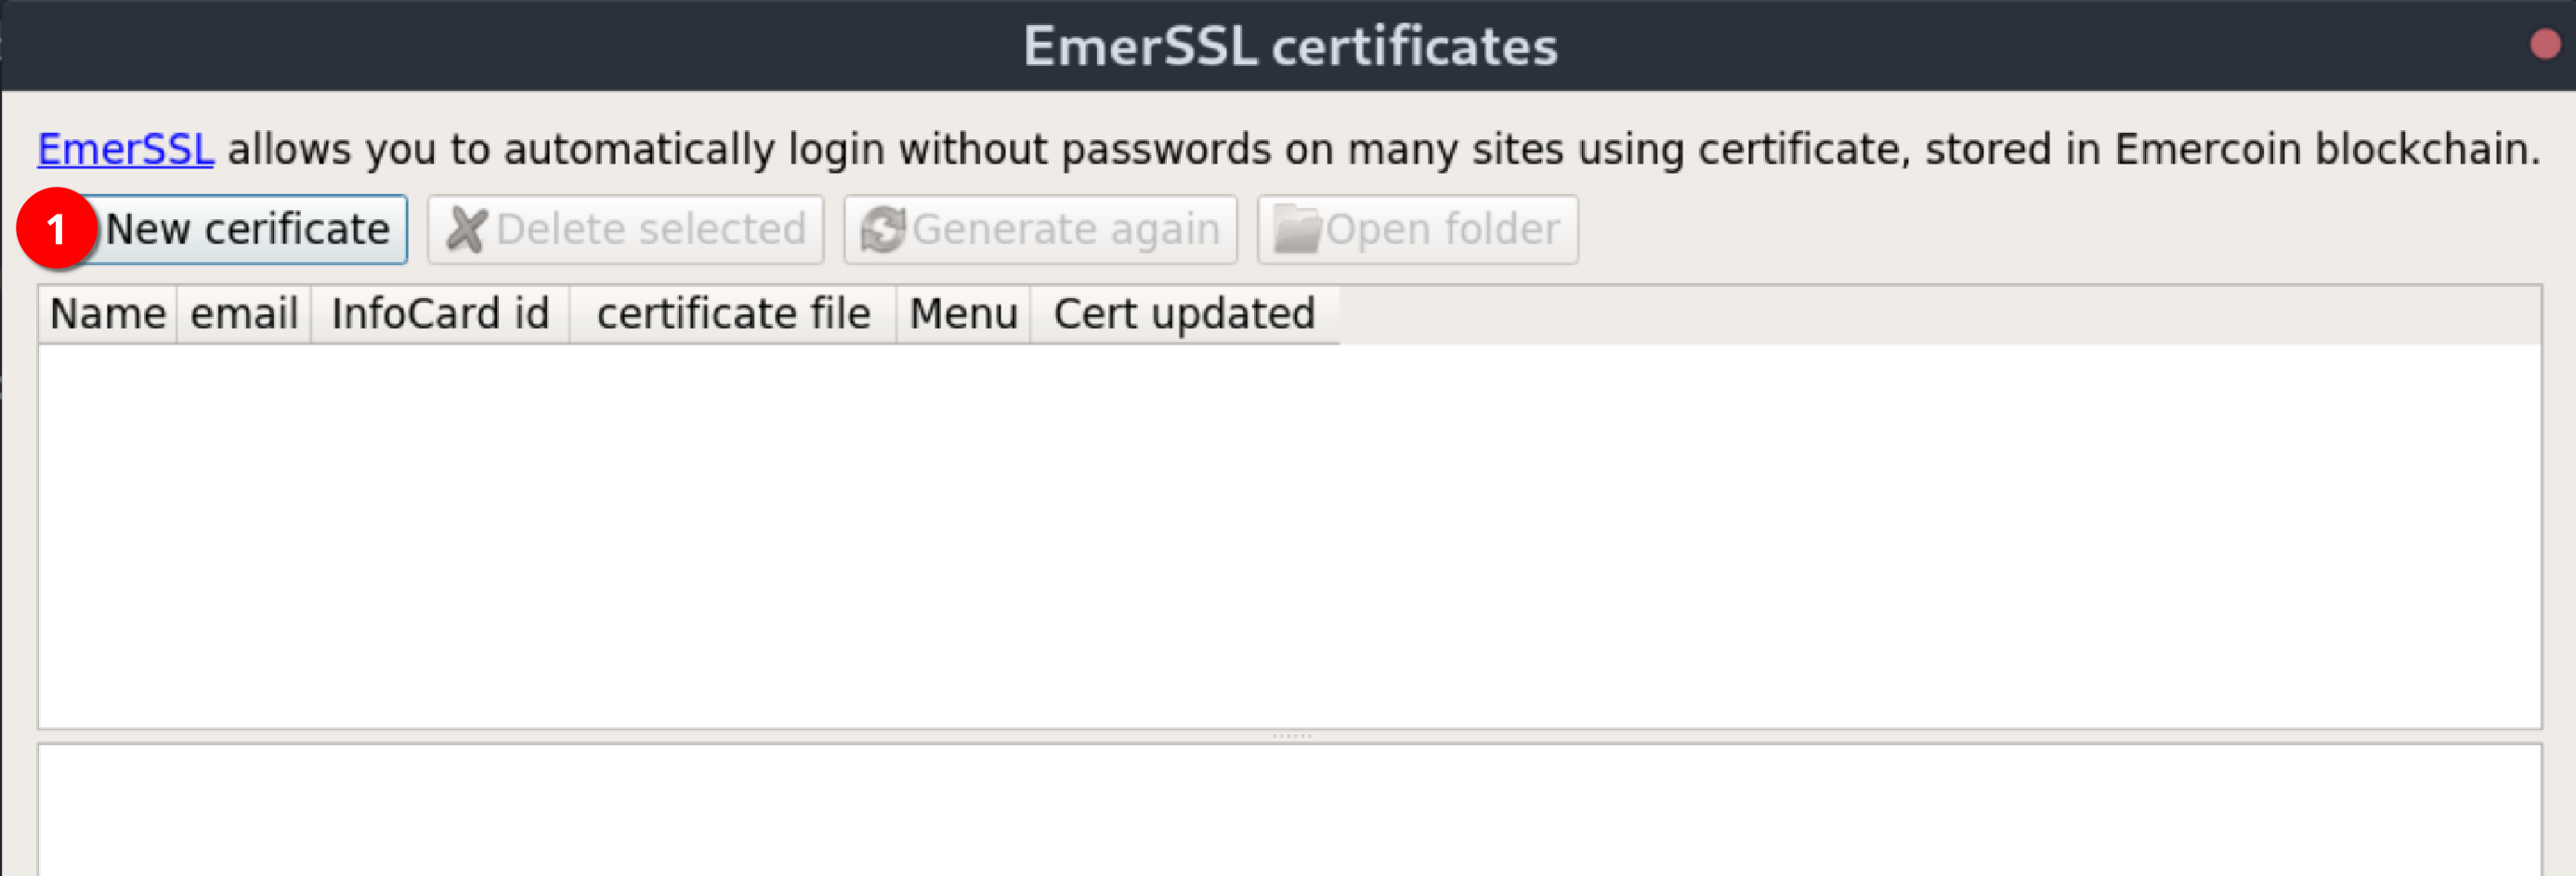 EmerSSL certificates
EmerSSL allows you to automatically login without passwords on many sites using certificate, stored in Emercoin blockchain.
1 New cerificate Delete selected Generate again Open folder
Name email InfoCard id certificate file Menu Cert updated